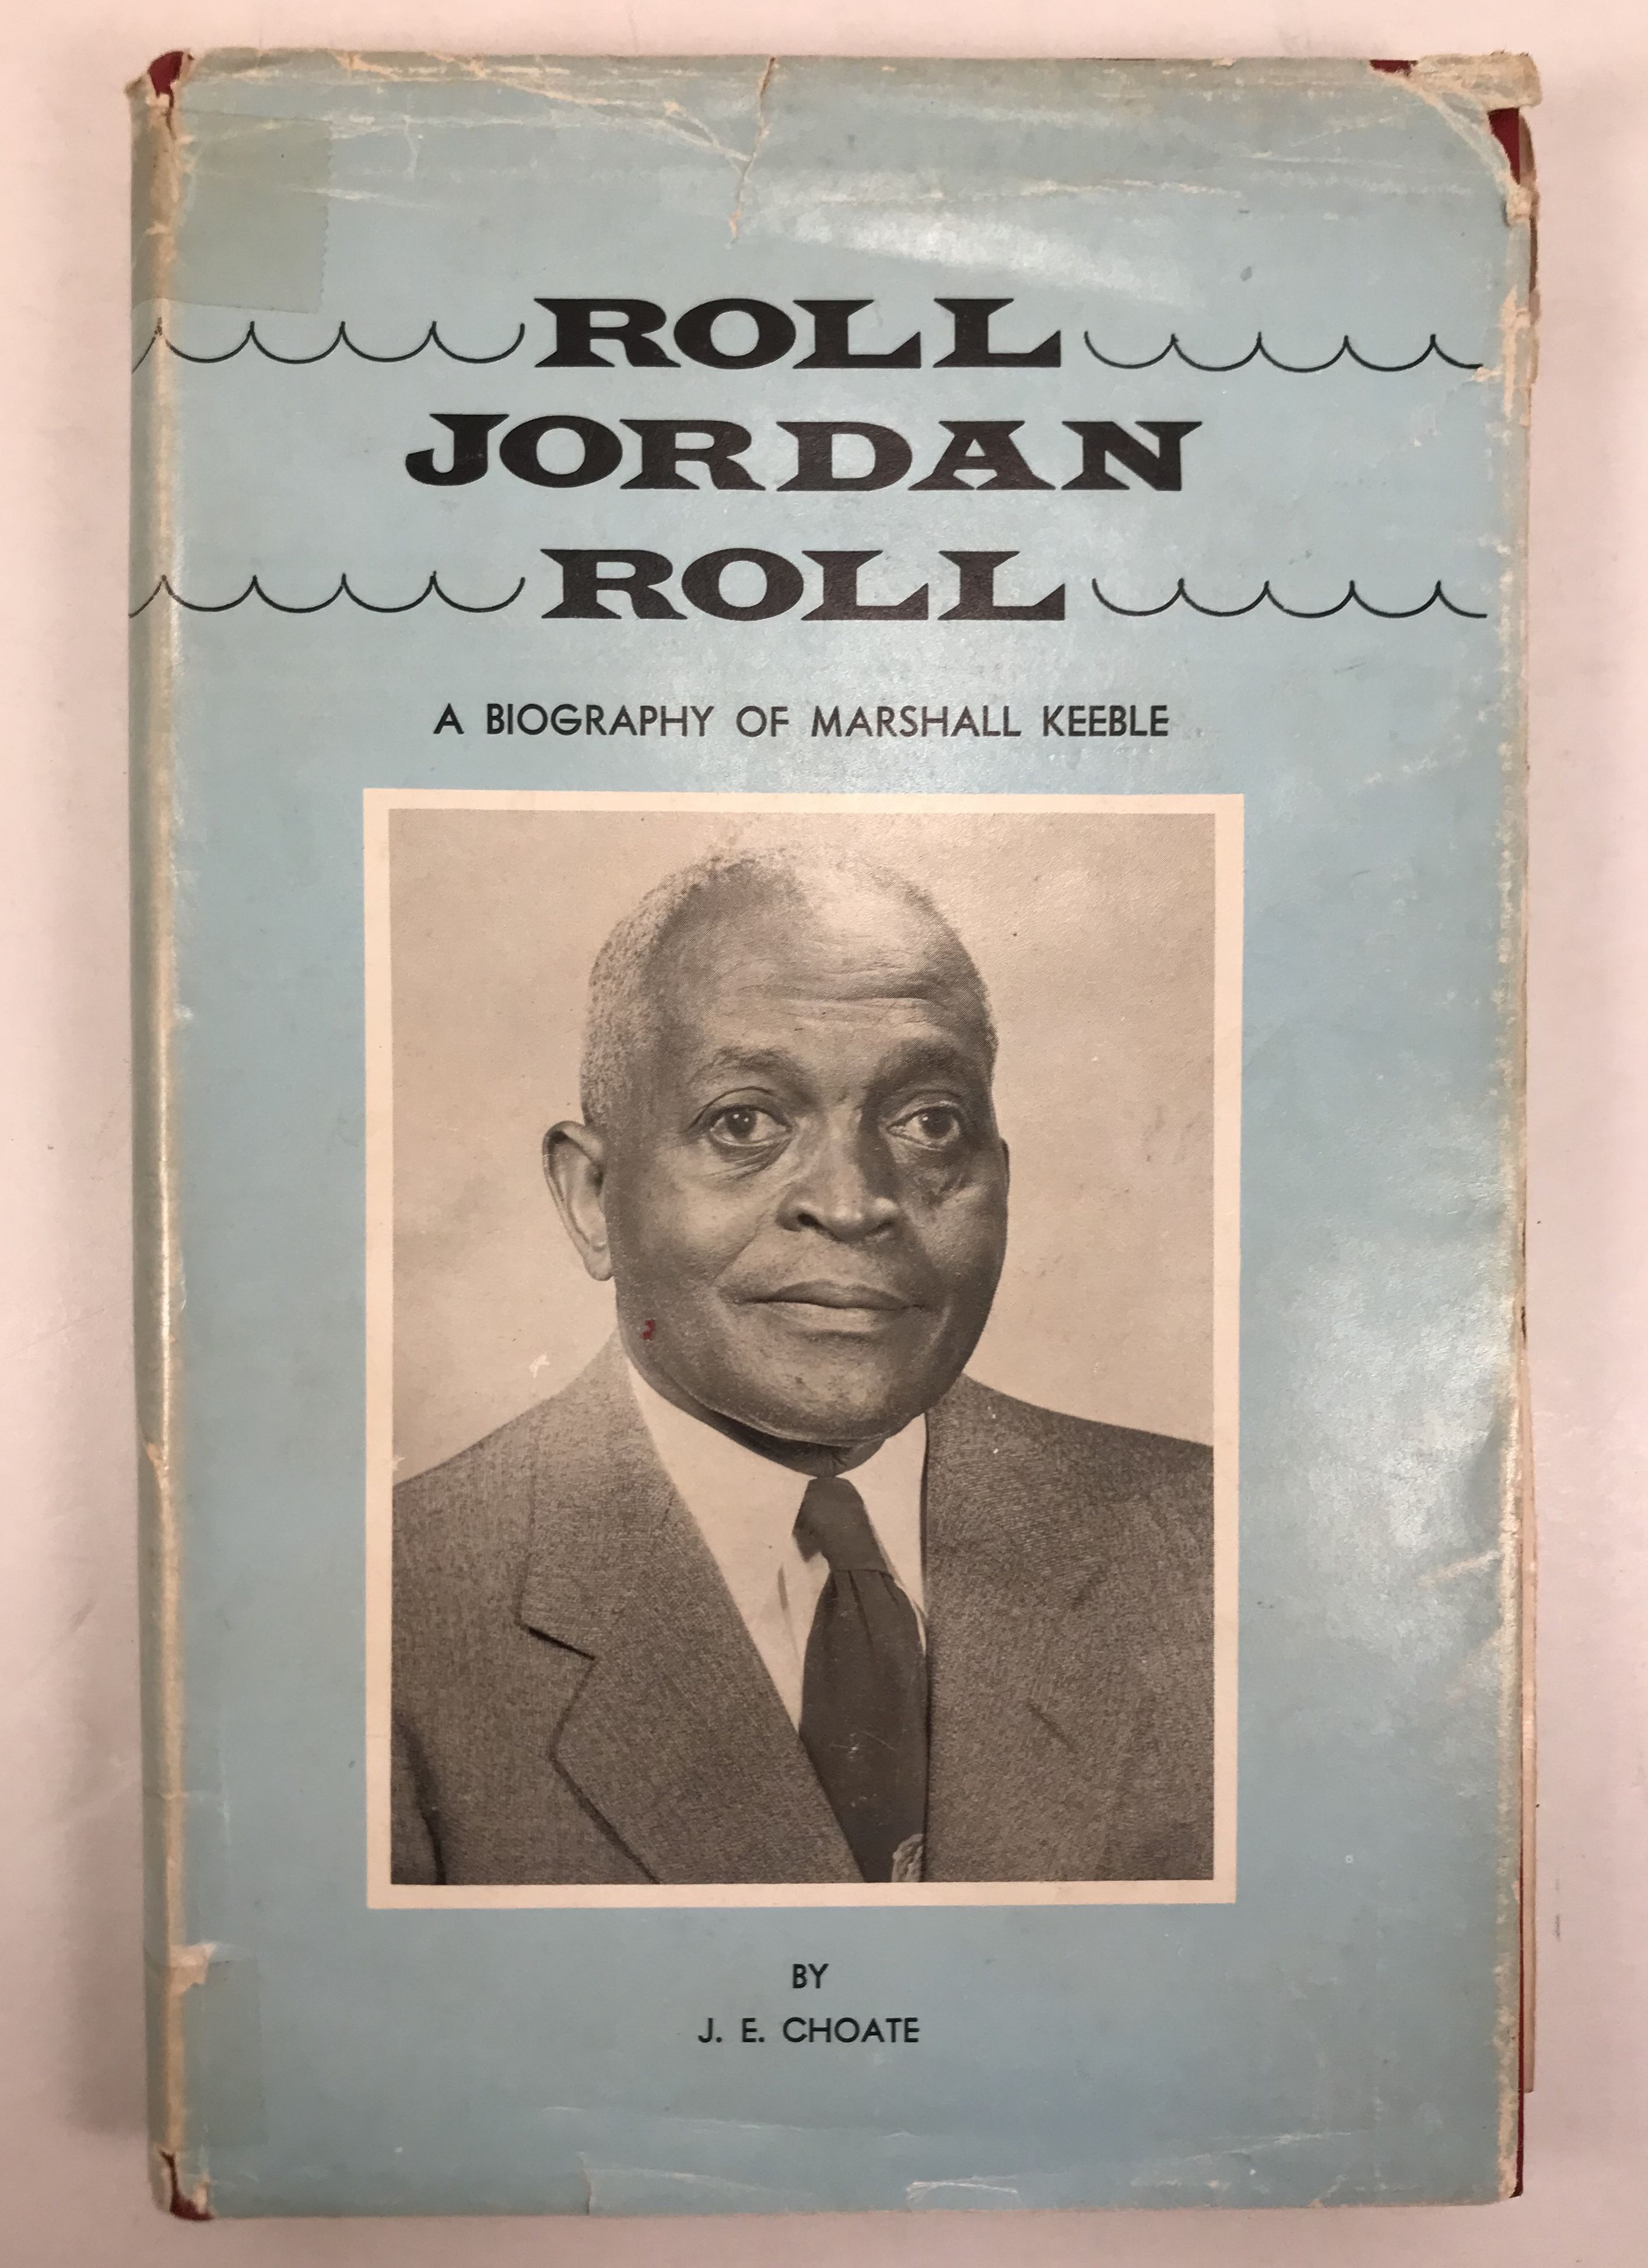 ROLL
JORDAN
ROLL
A BIOGRAPHY OF MARSHALL KEEBLE
BY
J. E. CHOATE